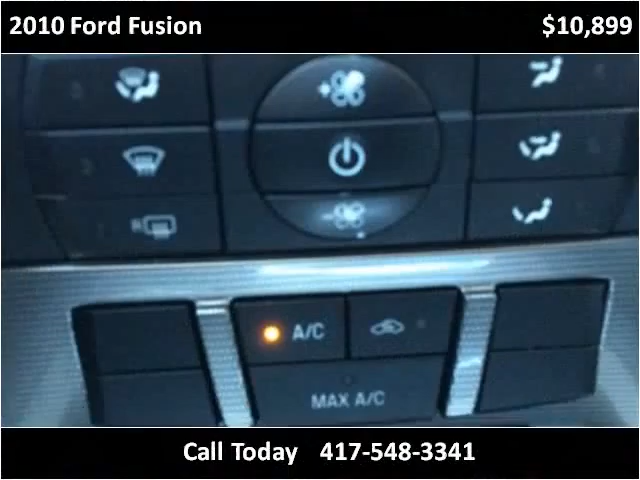 2010 Ford Fusion $10,899
R
A/C
MAX A/C
Call Today 417-548-3341